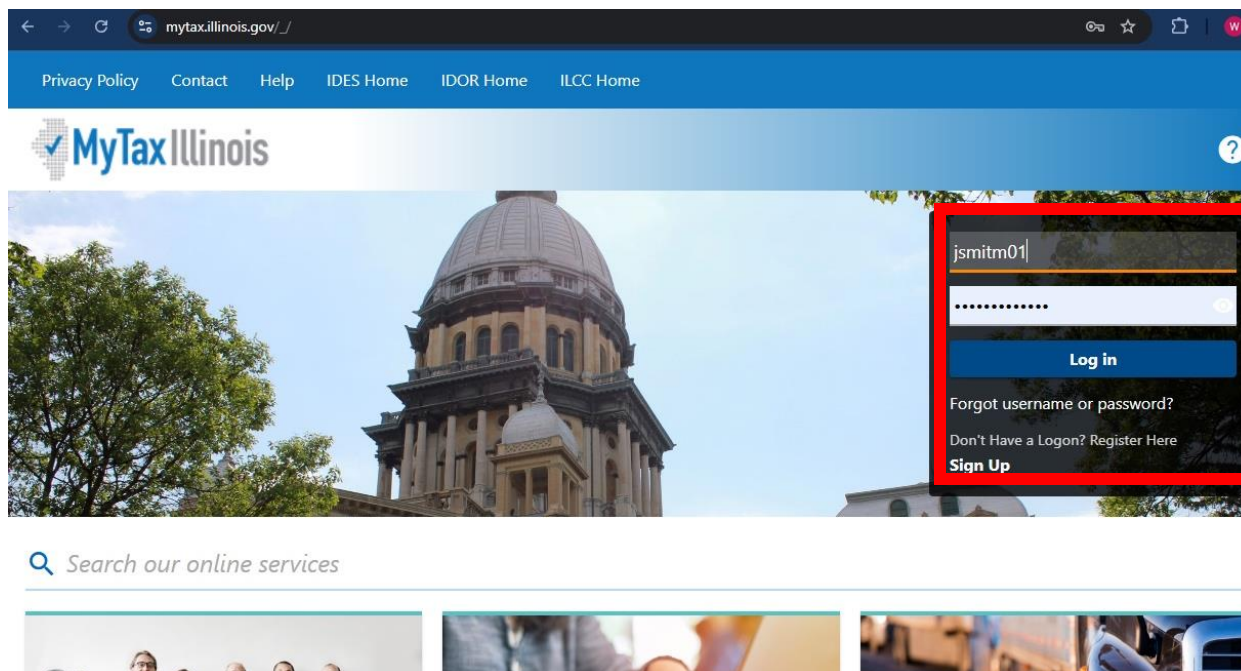 mytax.illinois.gov/_/
W
Privacy Policy Contact Help IDES Home IDOR Home ILCC Home
MyTax Illinois
?
jsmitm01
•••••••••••••
Log in
Forgot username or password?
Don't Have a Logon? Register Here
Sign Up
Search our online services